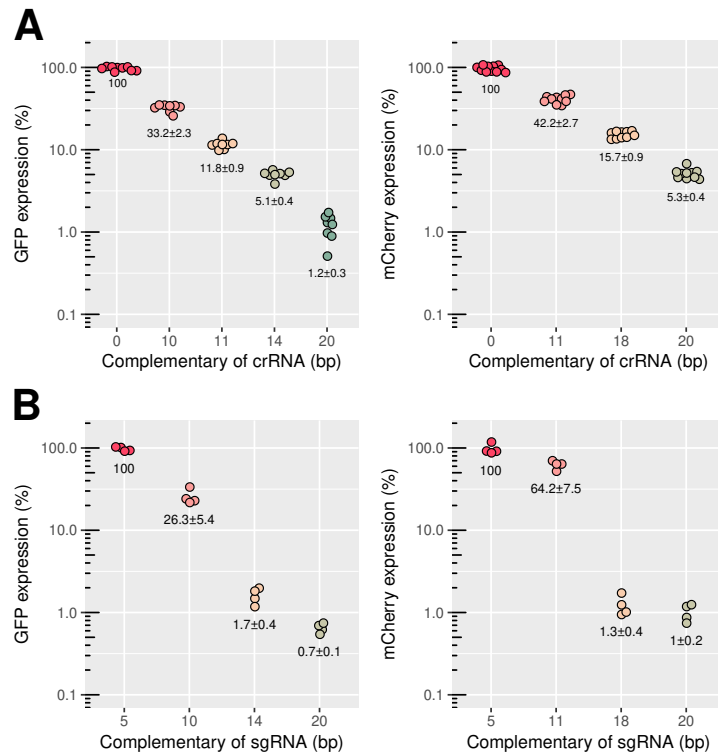 A
GFP expression (%)
100.0
10.0
1.0
0.1
100
33.2±2.3
11.8±0.9
5.1±0.4
1.2±0.3
0 10 11 14 20
Complementary of crRNA (bp)
mCherry expression (%)
100.0
10.0
1.0
0.1
100
42.2±2.7
15.7±0.9
5.3±0.4
0 11 18 20
Complementary of crRNA (bp)
B
GFP expression (%)
100.0
10.0
1.0
0.1
100
26.3±5.4
1.7±0.4
0.7±0.1
5 10 14 20
Complementary of sgRNA (bp)
mCherry expression (%)
100.0
10.0
1.0
0.1
100
64.2±7.5
1.3±0.4
1±0.2
5 11 18 20
Complementary of sgRNA (bp)